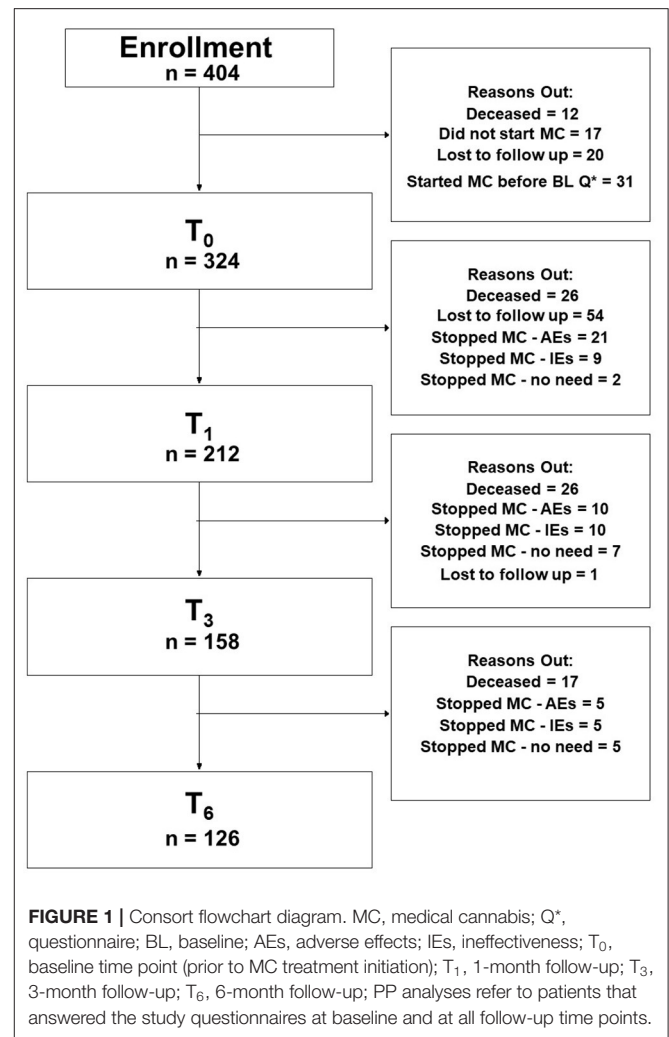 Enrollment
n = 404
Reasons Out:
Deceased = 12
Did not start MC = 17
Lost to follow up = 20
Started MC before BL Q* = 31
T₀
n = 324
Reasons Out:
Deceased = 26
Lost to follow up = 54
Stopped MC - AEs = 21
Stopped MC - IEs = 9
Stopped MC - no need = 2
T₁
n = 212
Reasons Out:
Deceased = 26
Stopped MC - AEs = 10
Stopped MC - IEs = 10
Stopped MC - no need = 7
Lost to follow up = 1
T₃
n = 158
Reasons Out:
Deceased = 17
Stopped MC - AEs = 5
Stopped MC - IEs = 5
Stopped MC - no need = 5
T₆
n = 126
FIGURE 1 | Consort flowchart diagram. MC, medical cannabis; Q*,
questionnaire; BL, baseline; AEs, adverse effects; IEs, ineffectiveness; T₀,
baseline time point (prior to MC treatment initiation); T₁, 1-month follow-up; T₃,
3-month follow-up; T₆, 6-month follow-up; PP analyses refer to patients that
answered the study questionnaires at baseline and at all follow-up time points.